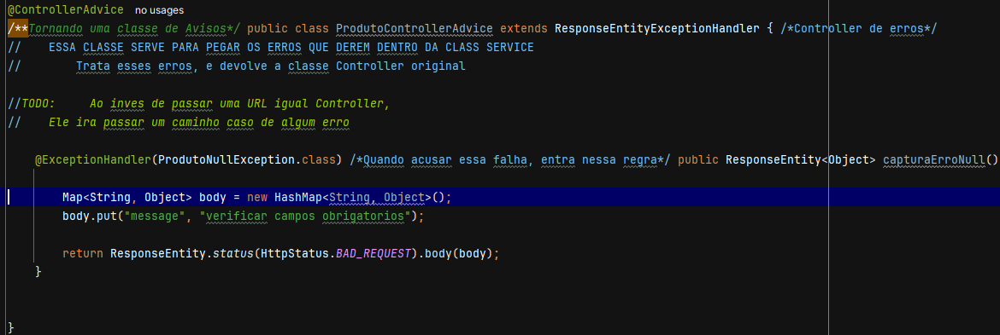 @ControllerAdvice no usages
/**Tornando uma classe de Avisos*/ public class ProdutoControllerAdvice extends ResponseEntityExceptionHandler { /*Controller de erros*/
//    ESSA CLASSE SERVE PARA PEGAR OS ERROS QUE DEREM DENTRO DA CLASS SERVICE
//        Trata esses erros, e devolve a classe Controller original
//TODO:     Ao inves de passar uma URL igual Controller,
//    Ele ira passar um caminho caso de algum erro
    @ExceptionHandler(ProdutoNullException.class) /*Quando acusar essa falha, entra nessa regra*/ public ResponseEntity<Object> capturaErroNull()
        Map<String, Object> body = new HashMap<String, Object>();
        body.put("message", "verificar campos obrigatorios");
        return ResponseEntity.status(HttpStatus.BAD_REQUEST).body(body);
    }
}